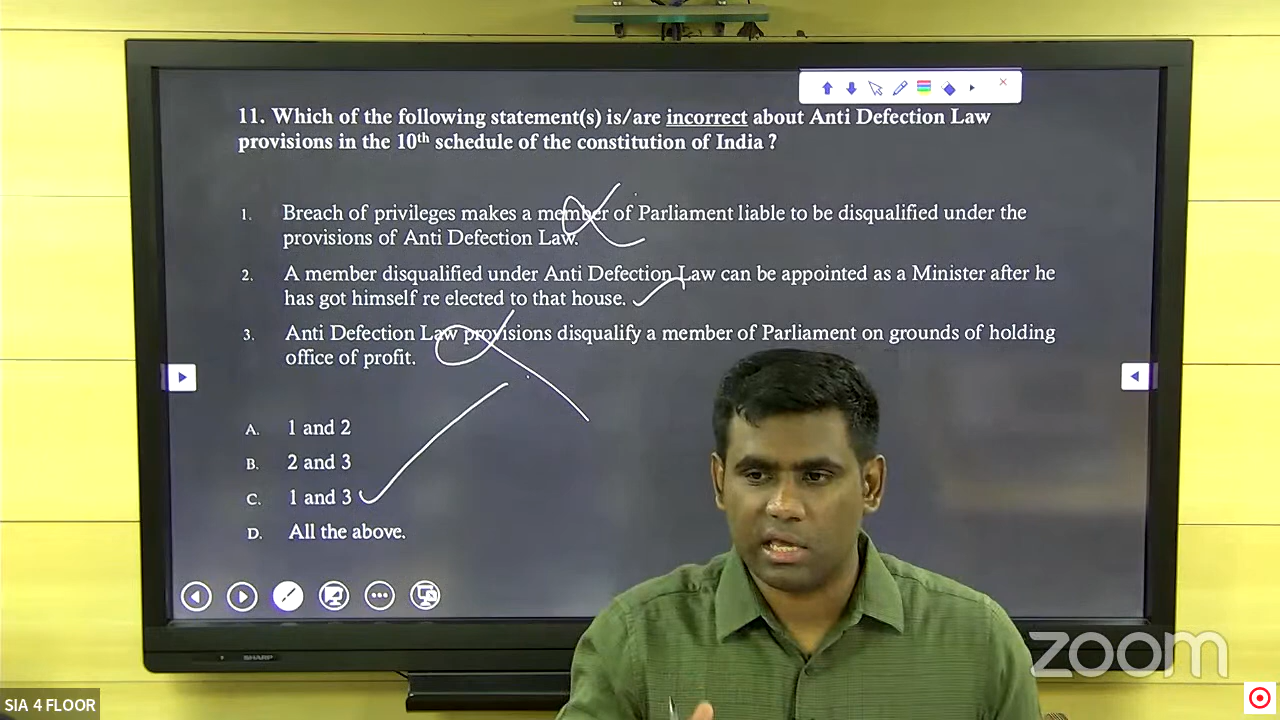 11. Which of the following statement(s) is/are incorrect about Anti Defection Law
provisions in the 10th schedule of the constitution of India ?
1. Breach of privileges makes a member of Parliament liable to be disqualified under the
provisions of Anti Defection Law.
2. A member disqualified under Anti Defection Law can be appointed as a Minister after he
has got himself re elected to that house.
3. Anti Defection Law provisions disqualify a member of Parliament on grounds of holding
office of profit.
A. 1 and 2
B. 2 and 3
C. 1 and 3
D. All the above.
SHARP
zoom
SIA 4 FLOOR